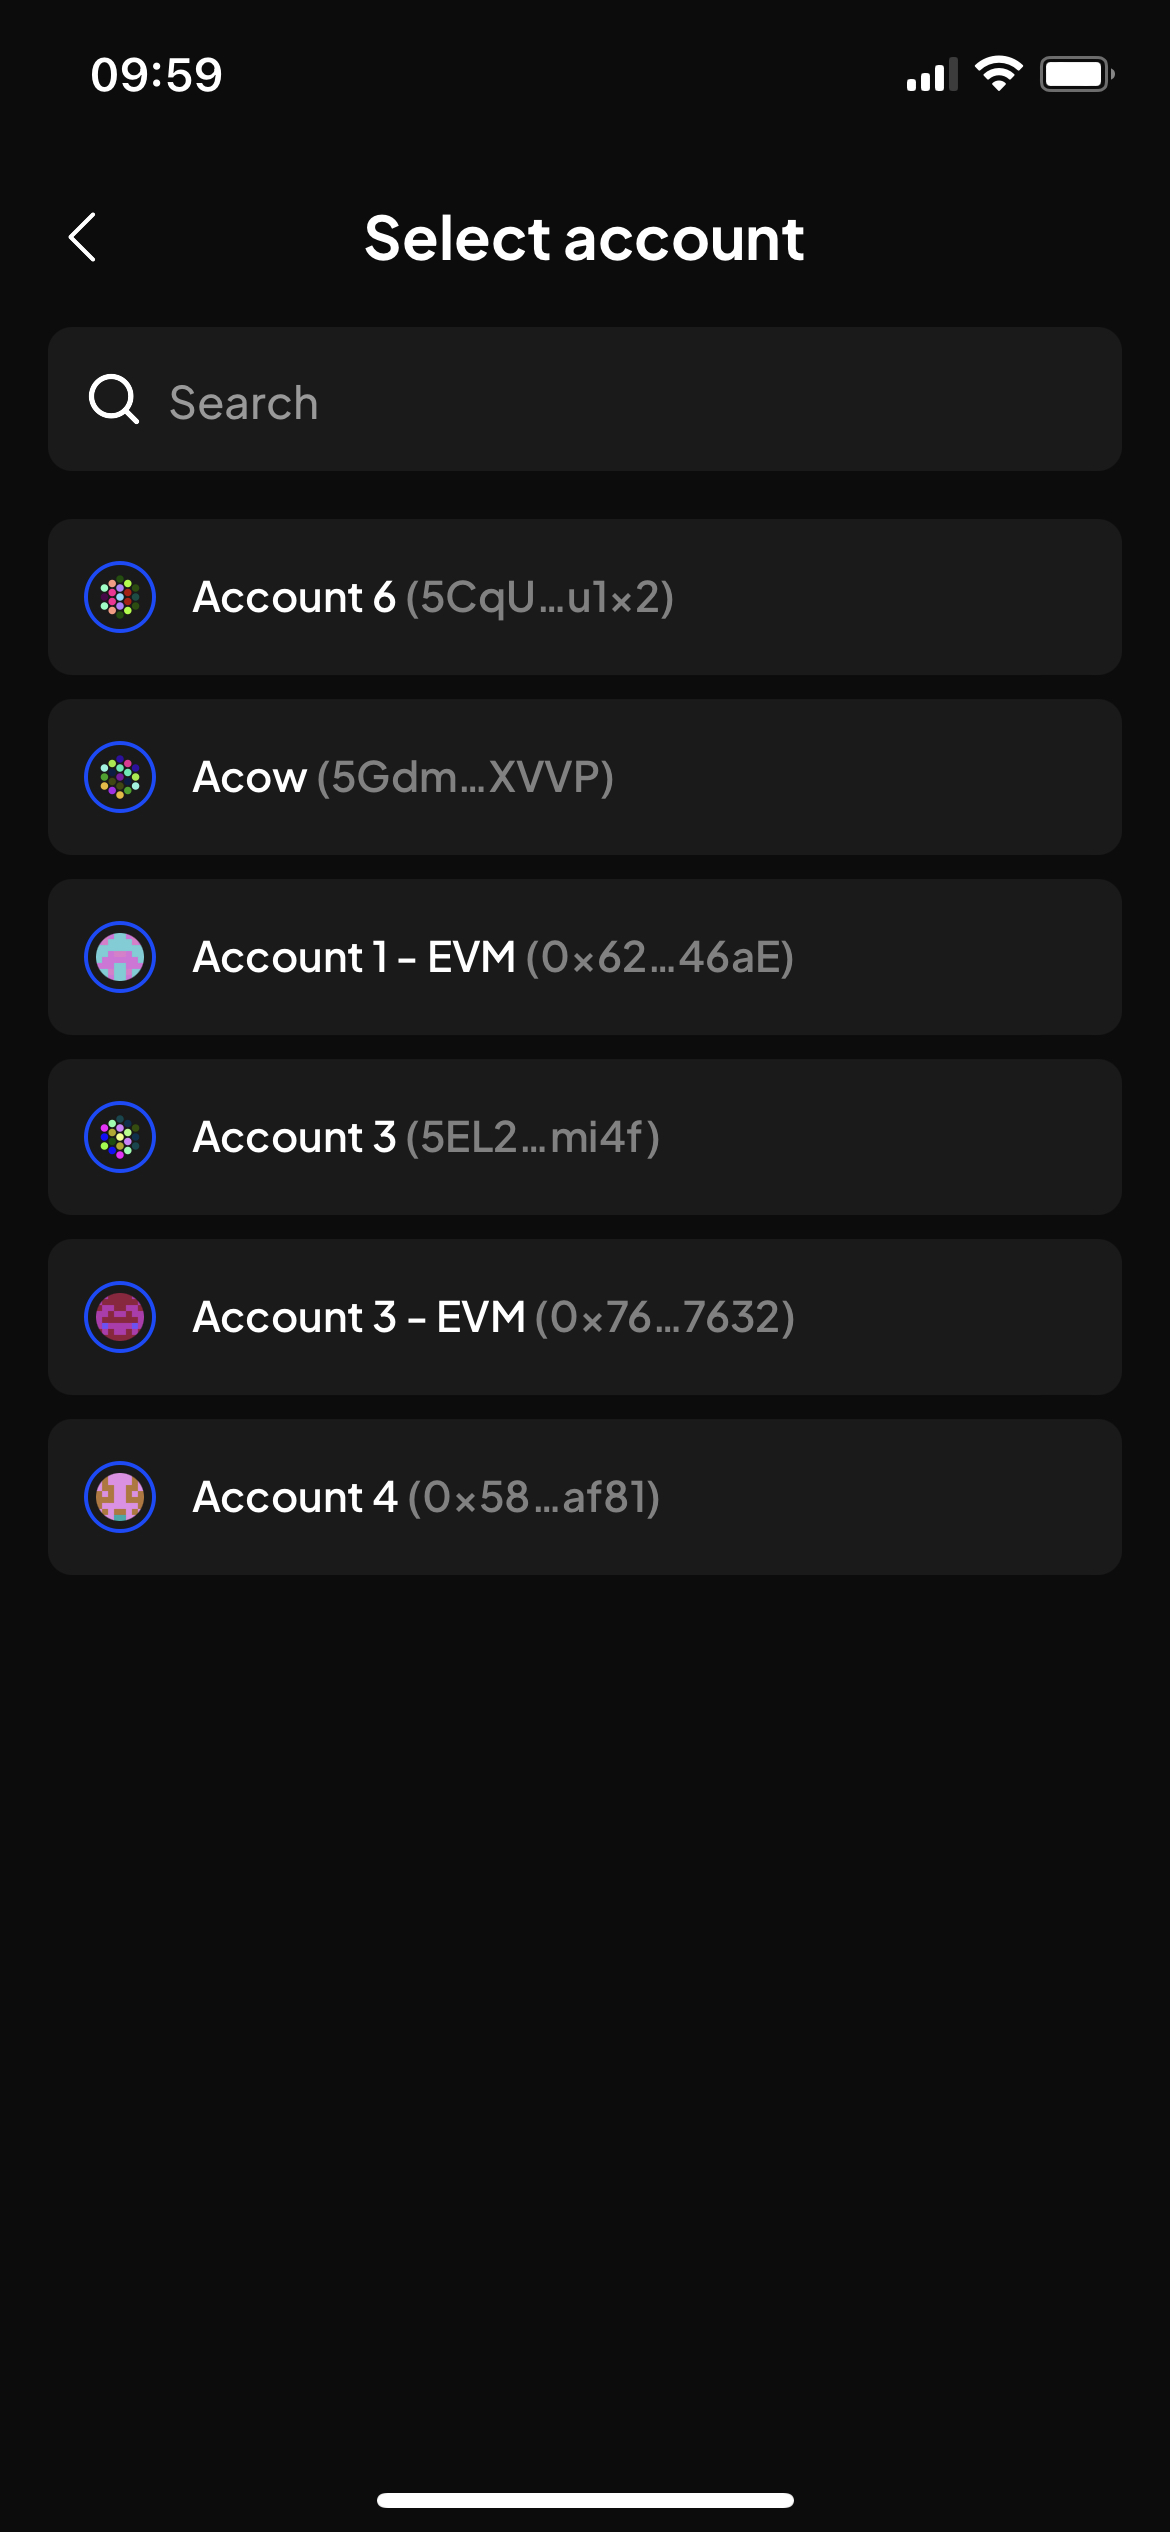 09:59
Select account
Search
Account 6 (5CqU...u1x2)
Acow (5Gdm...XVVP)
Account 1 - EVM (0x62...46aE)
Account 3 (5EL2...mi4f)
Account 3 - EVM (0x76...7632)
Account 4 (0x58...af81)